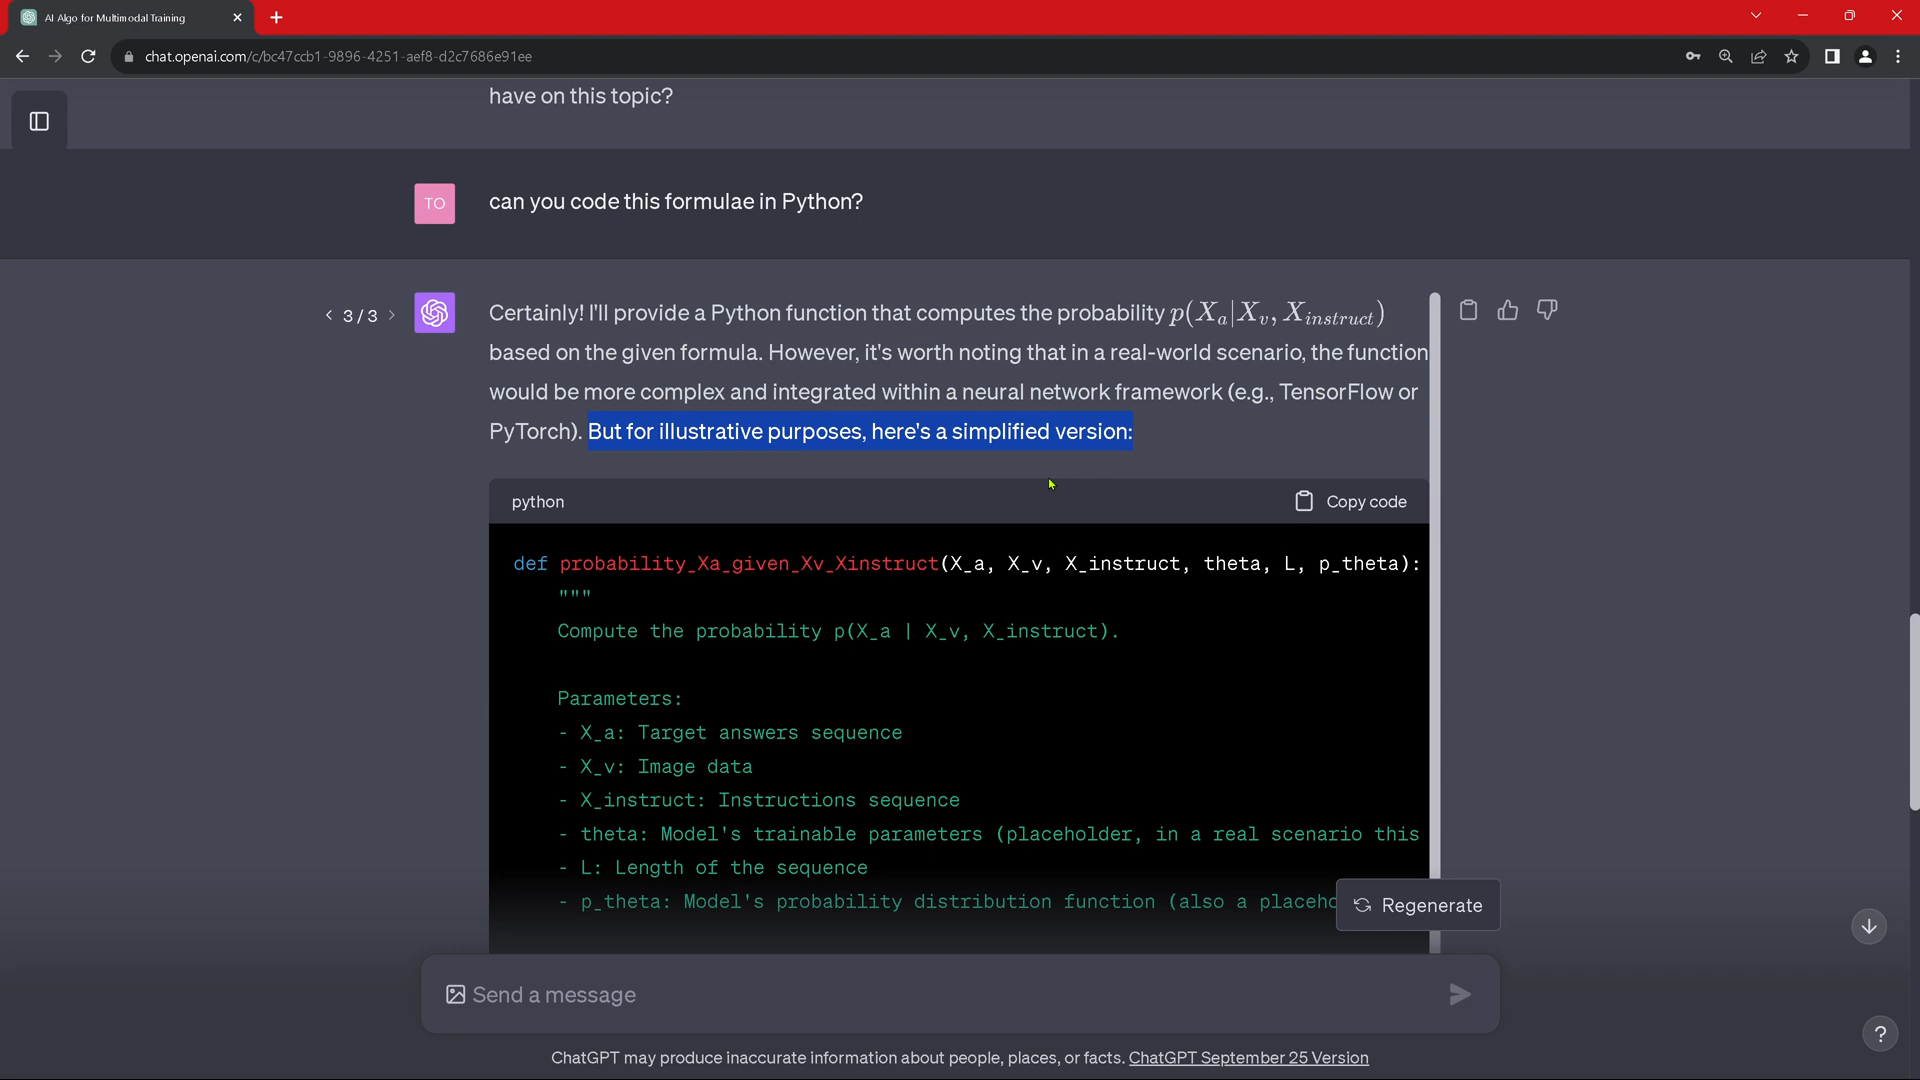 AI Algo for Multimodal Training
chat.openai.com/c/bc47ccb1-9896-4251-aef8-d2c7686e91ee
have on this topic?
TO
can you code this formulae in Python?
3 / 3
Certainly! I'll provide a Python function that computes the probability p(X_a|X_v, X_instruct)
based on the given formula. However, it's worth noting that in a real-world scenario, the function
would be more complex and integrated within a neural network framework (e.g., TensorFlow or
PyTorch). But for illustrative purposes, here's a simplified version:
python
Copy code
def probability_Xa_given_Xv_Xinstruct(X_a, X_v, X_instruct, theta, L, p_theta):
"""
Compute the probability p(X_a | X_v, X_instruct).
Parameters:
- X_a: Target answers sequence
- X_v: Image data
- X_instruct: Instructions sequence
- theta: Model's trainable parameters (placeholder, in a real scenario this
- L: Length of the sequence
- p_theta: Model's probability distribution function (also a placeho
Regenerate
Send a message
?
ChatGPT may produce inaccurate information about people, places, or facts. ChatGPT September 25 Version